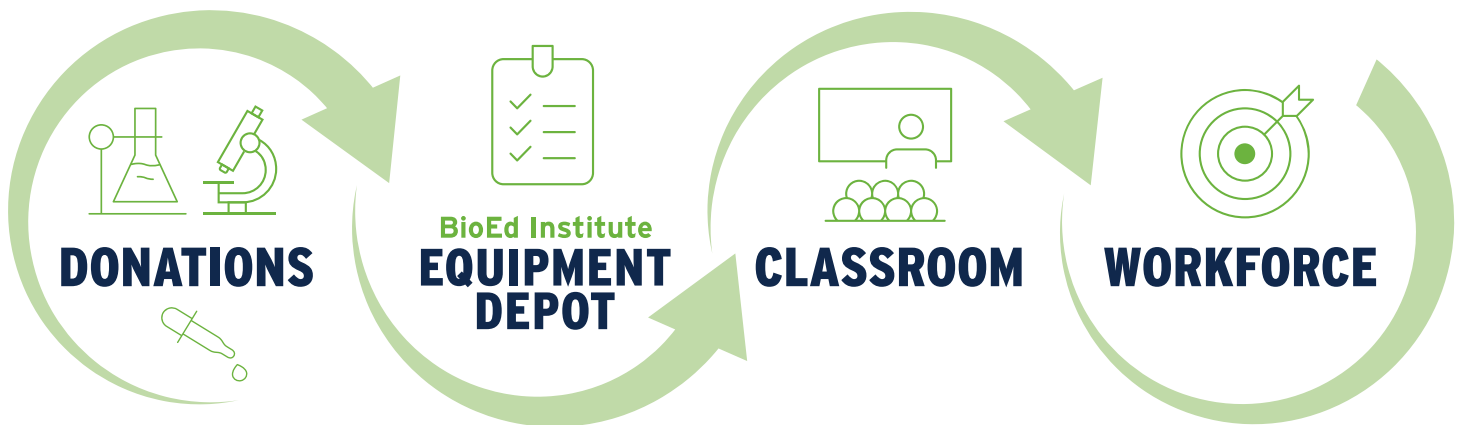 DONATIONS
BioEd Institute
EQUIPMENT
DEPOT
CLASSROOM
WORKFORCE